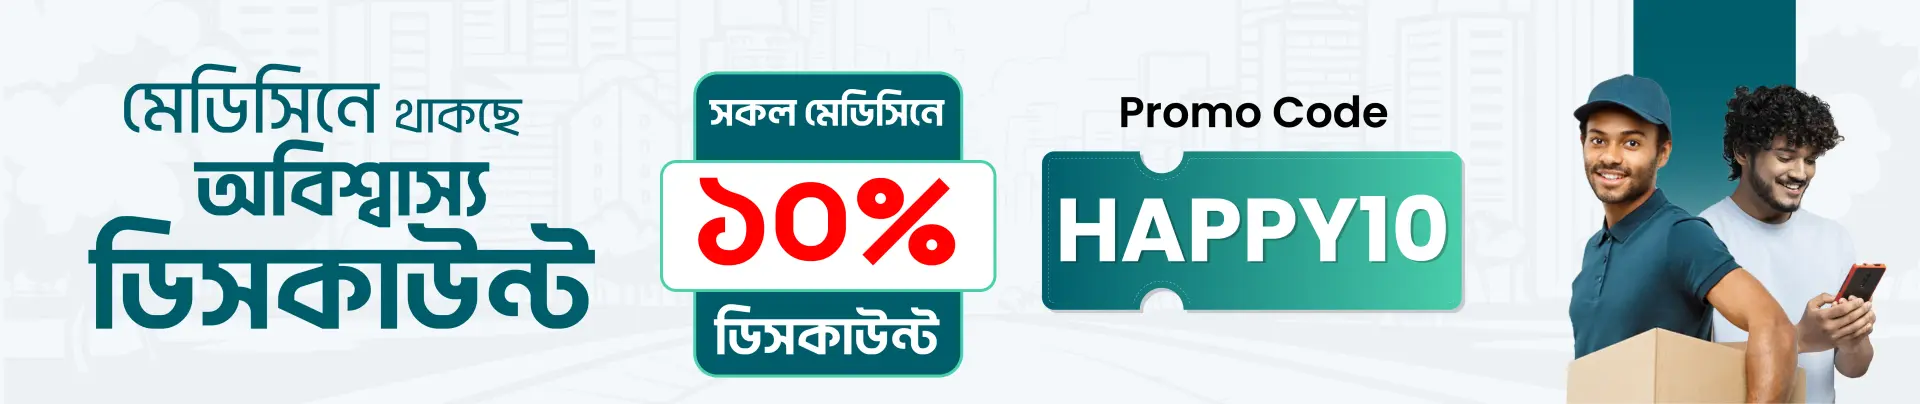 মেডিসিনে থাকছে
অবিশ্বাস্য
ডিসকাউন্ট
সকল মেডিসিনে
১০%
ডিসকাউন্ট
Promo Code
HAPPY10